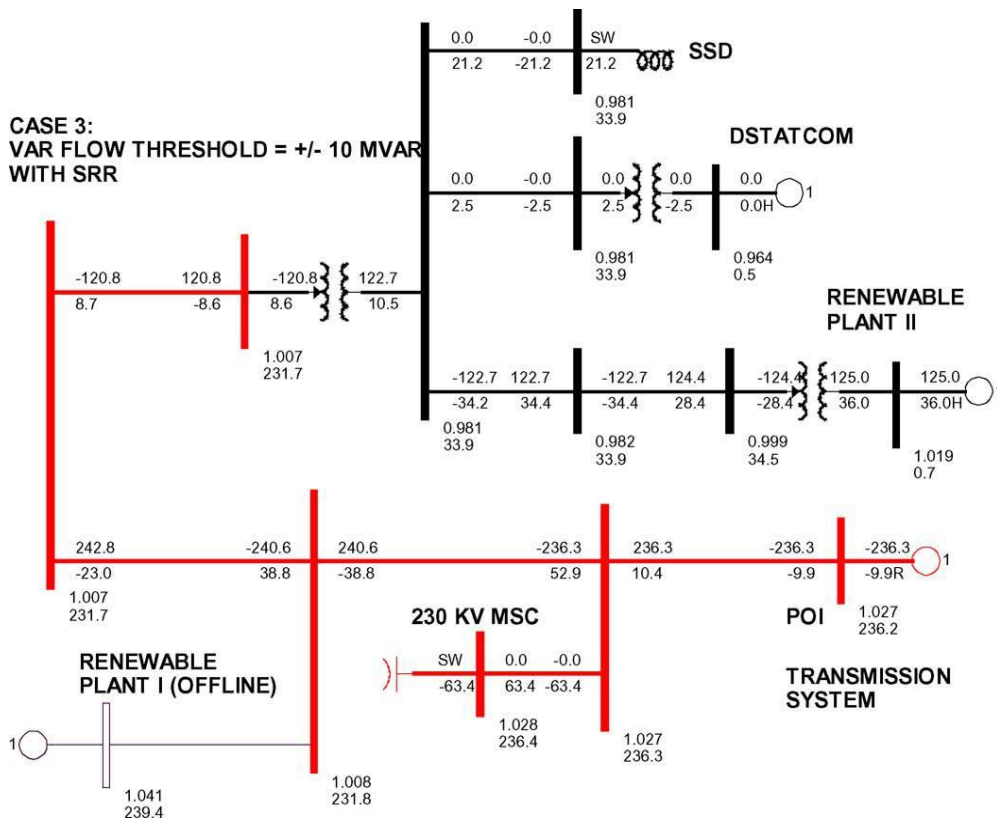 0.0 -0.0 SW
21.2 -21.2 21.2
SSD
0.981
33.9
CASE 3:
VAR FLOW THRESHOLD = +/- 10 MVAR
WITH SRR
DSTATCOM
0.0 -0.0 0.0 0.0 0.0
2.5 -2.5 2.5 -2.5 0.0H
1
0.981
33.9
0.964
0.5
-120.8 120.8 -120.8 122.7
8.7 -8.6 8.6 10.5
1.007
231.7
RENEWABLE
PLANT II
-122.7 122.7 -122.7 124.4 -124.4 125.0 125.0
-34.2 34.4 -34.4 28.4 -28.4 36.0 36.0H
0.981
33.9
0.982
33.9
0.999
34.5
1.019
0.7
242.8 -240.6 240.6 -236.3 236.3 -236.3 -236.3
-23.0 38.8 -38.8 52.9 10.4 -9.9 -9.9R
1
1.007
231.7
230 KV MSC
POI
1.027
236.2
SW 0.0 -0.0
-63.4 63.4 -63.4
1.028
236.4
1.027
236.3
TRANSMISSION
SYSTEM
RENEWABLE
PLANT I (OFFLINE)
1
1.041
239.4
1.008
231.8